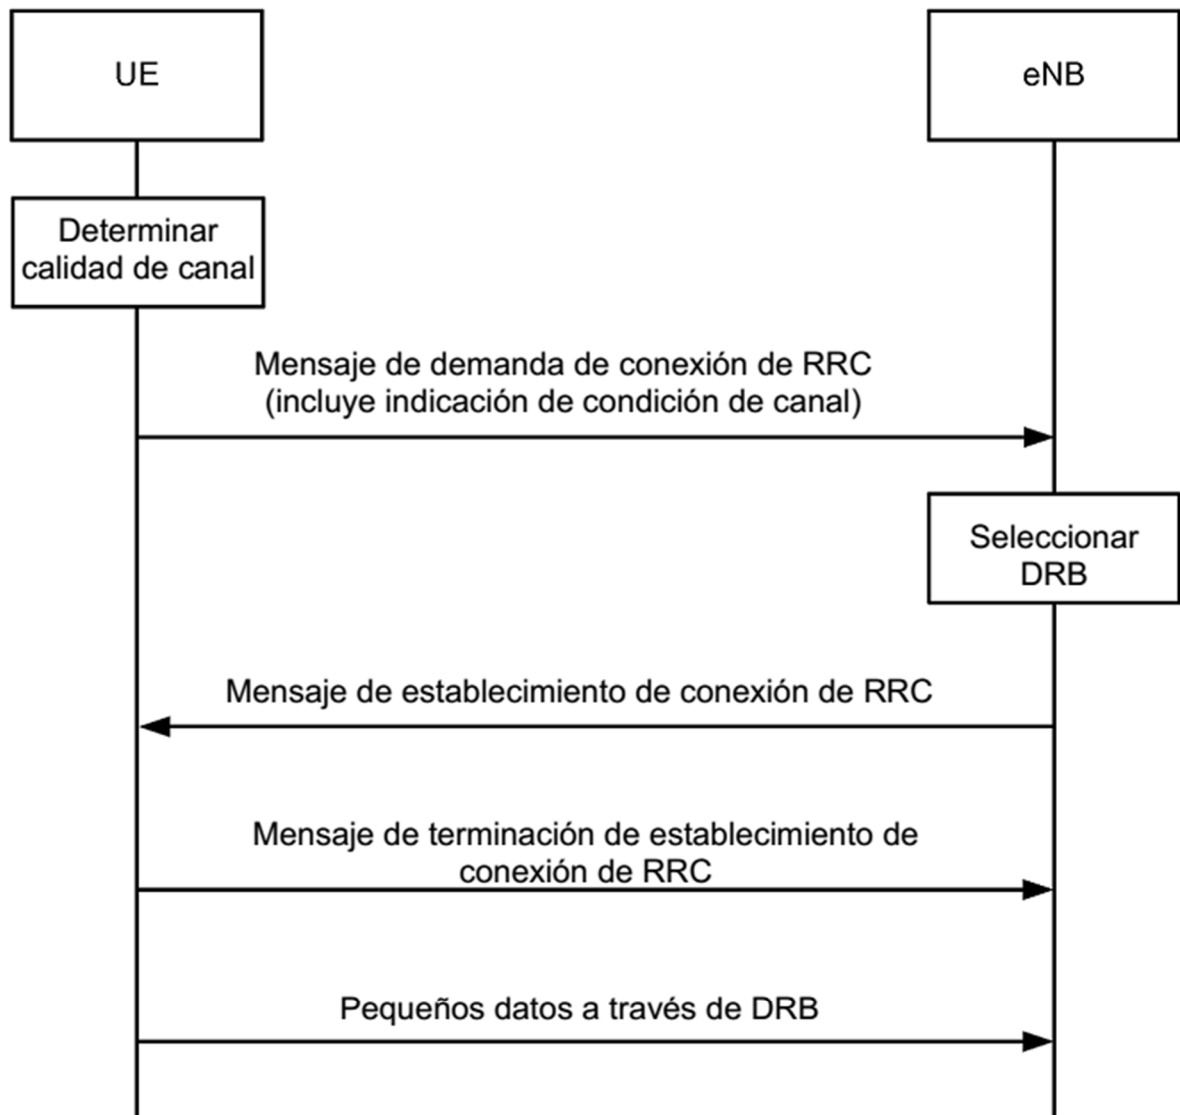 UE
eNB
Determinar
calidad de canal
Mensaje de demanda de conexión de RRC
(incluye indicación de condición de canal)
Seleccionar
DRB
Mensaje de establecimiento de conexión de RRC
Mensaje de terminación de establecimiento de
conexión de RRC
Pequeños datos a través de DRB